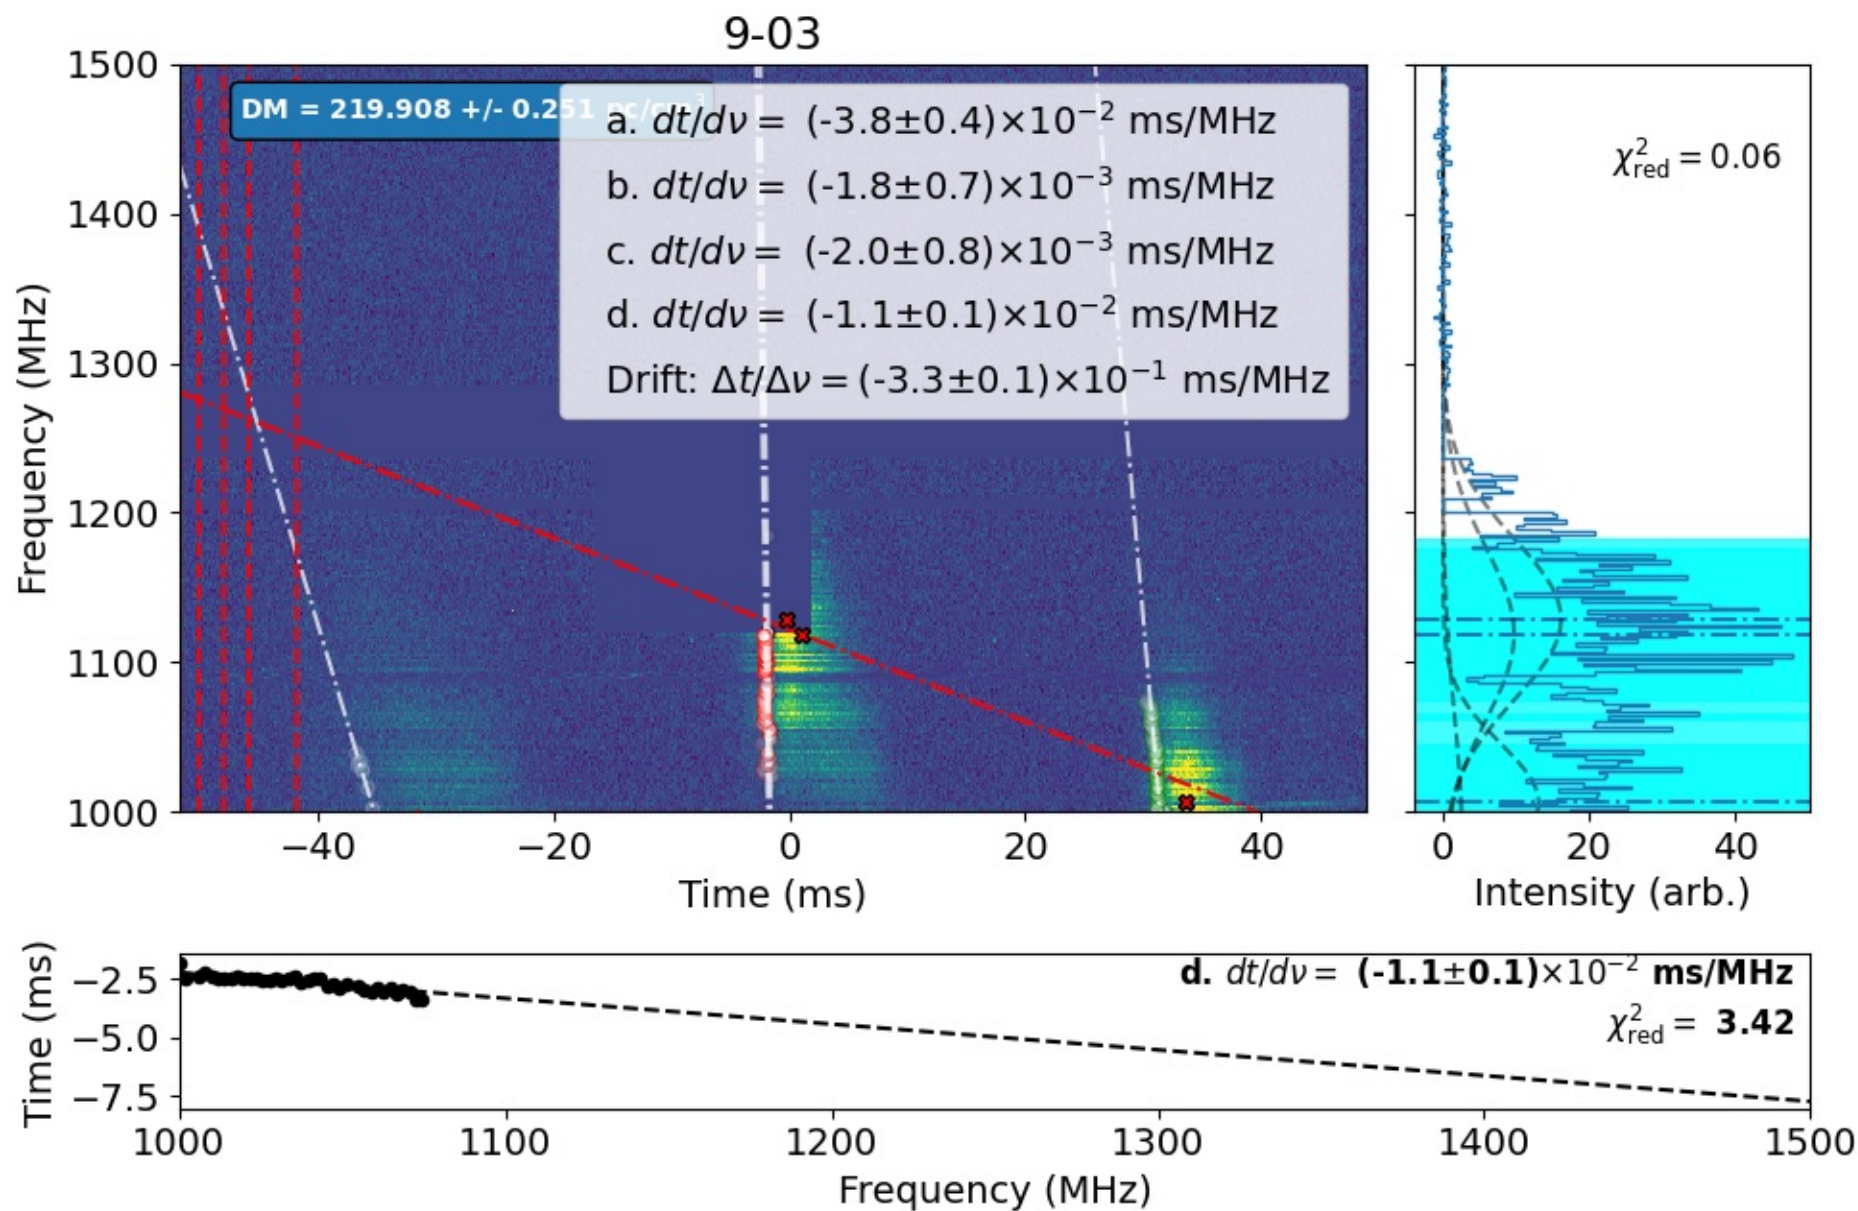 9-03
1500
1400
1300
1200
1100
1000
Frequency (MHz)
DM = 219.908 +/- 0.251 pc/cm³
a. dt/dν = (-3.8±0.4)×10⁻² ms/MHz
b. dt/dν = (-1.8±0.7)×10⁻³ ms/MHz
c. dt/dν = (-2.0±0.8)×10⁻³ ms/MHz
d. dt/dν = (-1.1±0.1)×10⁻² ms/MHz
Drift: Δt/Δν = (-3.3±0.1)×10⁻¹ ms/MHz
−40 −20 0 20 40
Time (ms)
χ²red = 0.06
0 20 40
Intensity (arb.)
−2.5
−5.0
−7.5
Time (ms)
d. dt/dν = (-1.1±0.1)×10⁻² ms/MHz
χ²red = 3.42
1000 1100 1200 1300 1400 1500
Frequency (MHz)